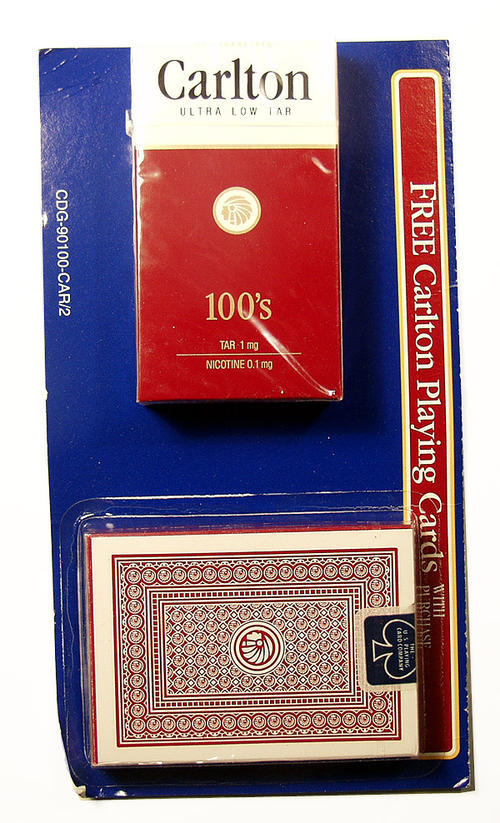 Carlton
ULTRA LOW TAR
100's
TAR 1 mg
NICOTINE 0.1 mg
CDG-90100-CAR/2
FREE Carlton Playing Cards WITH
PURCHASE
THE
U.S. PLAYING
CARD COMPANY